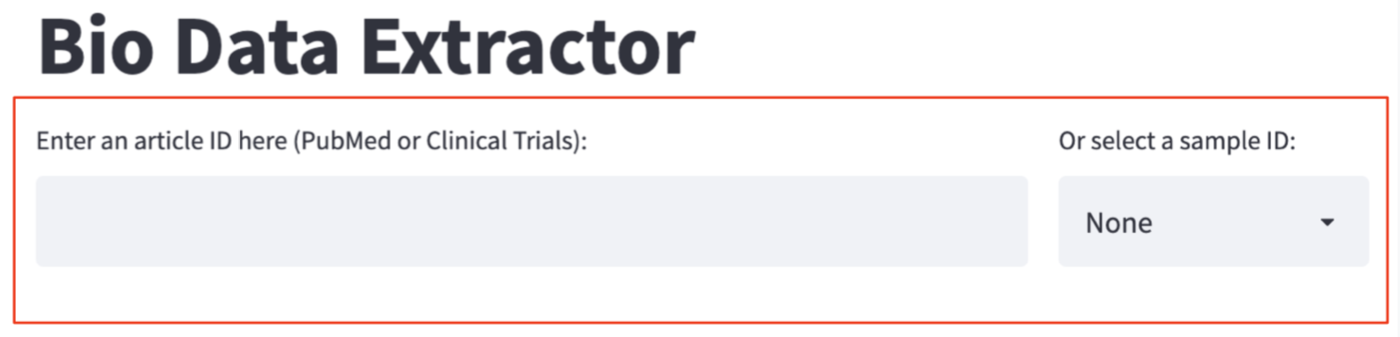 Bio Data Extractor
Enter an article ID here (PubMed or Clinical Trials):
Or select a sample ID:
None